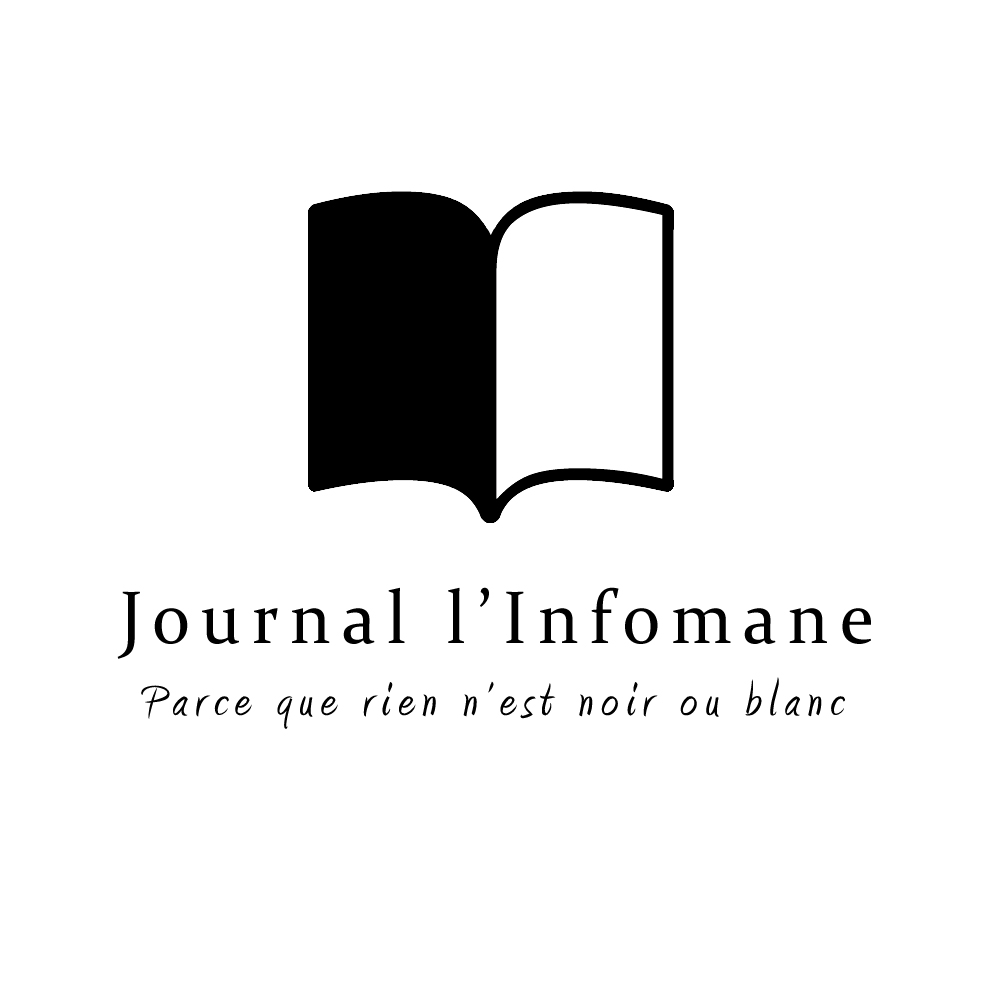 Journal l’Infomane
Parce que rien n'est noir ou blanc